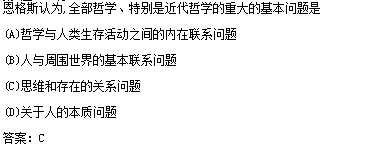 恩格斯认为,全部哲学、特别是近代哲学的重大的基本问题是
(A)哲学与人类生存活动之间的内在联系问题
(B)人与周围世界的基本联系问题
(C)思维和存在的关系问题
(D)关于人的本质问题
答案：C